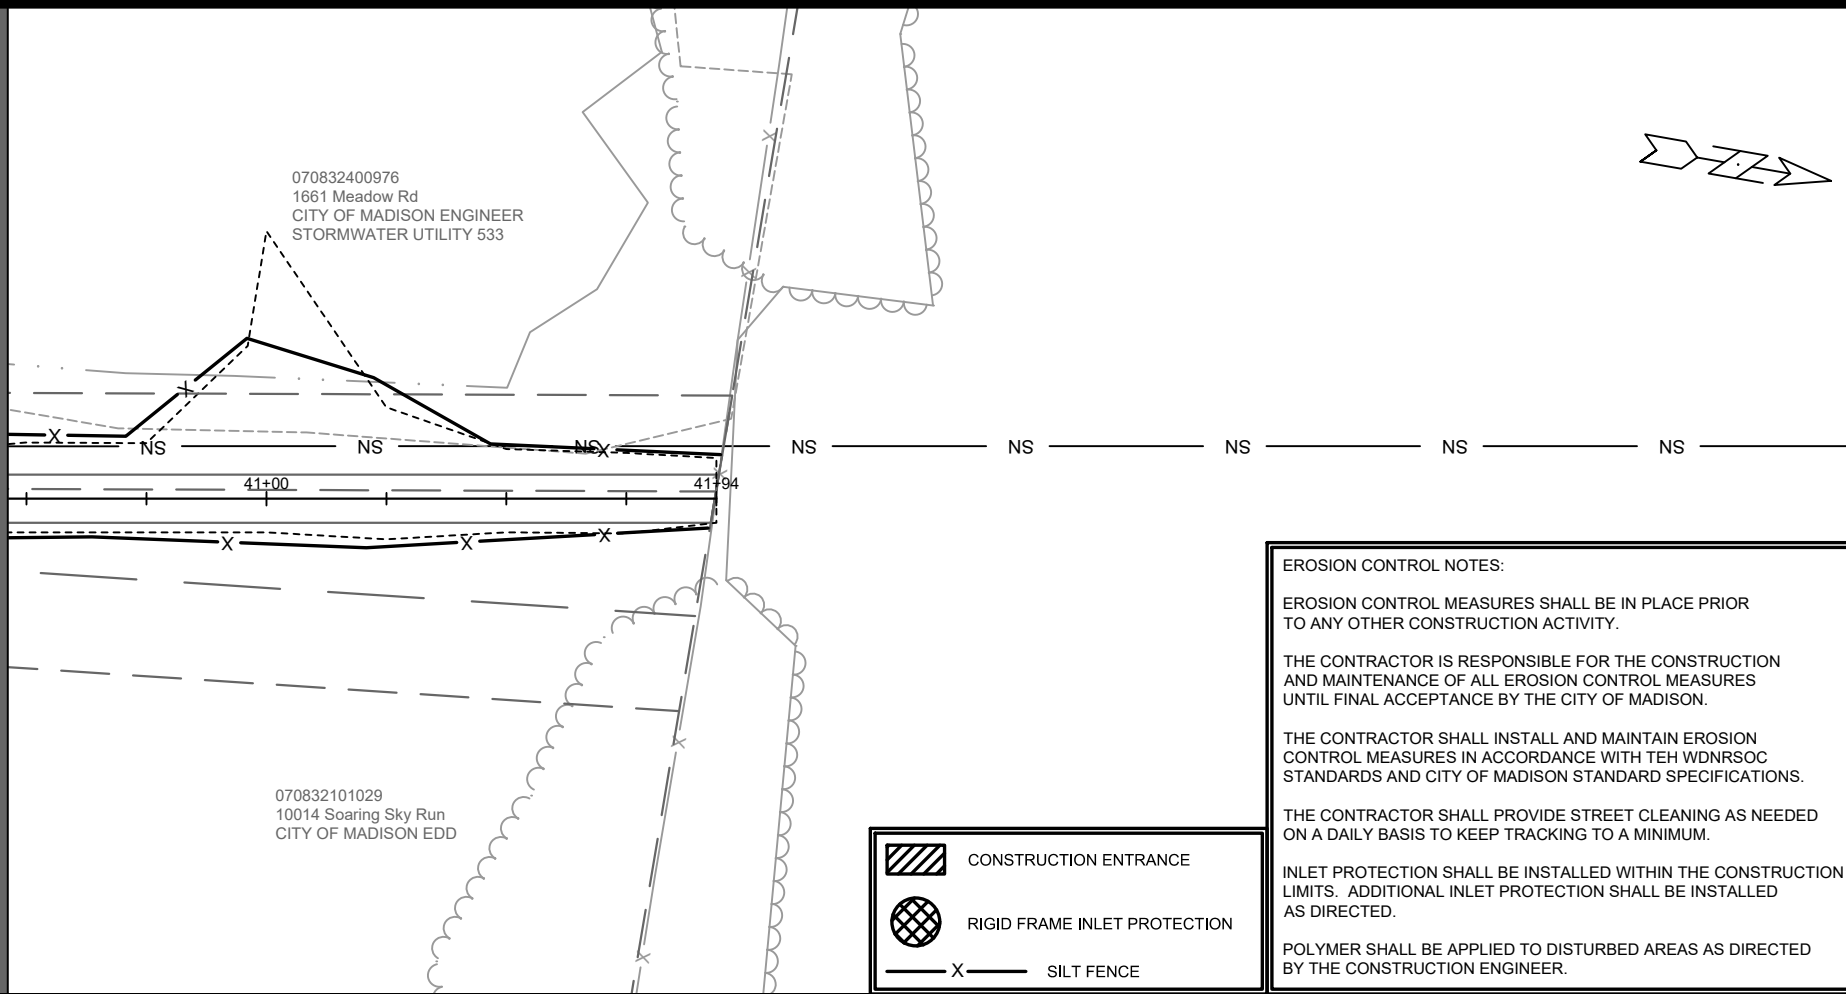 070832400976
1661 Meadow Rd
CITY OF MADISON ENGINEER
STORMWATER UTILITY 533
X
X
X
X
X
NS NS NS NS NS NS NS NS
X
X
41+00 41+94
X
X X X
EROSION CONTROL NOTES:
EROSION CONTROL MEASURES SHALL BE IN PLACE PRIOR
TO ANY OTHER CONSTRUCTION ACTIVITY.
THE CONTRACTOR IS RESPONSIBLE FOR THE CONSTRUCTION
AND MAINTENANCE OF ALL EROSION CONTROL MEASURES
UNTIL FINAL ACCEPTANCE BY THE CITY OF MADISON.
THE CONTRACTOR SHALL INSTALL AND MAINTAIN EROSION
CONTROL MEASURES IN ACCORDANCE WITH TEH WDNRSOC
STANDARDS AND CITY OF MADISON STANDARD SPECIFICATIONS.
THE CONTRACTOR SHALL PROVIDE STREET CLEANING AS NEEDED
ON A DAILY BASIS TO KEEP TRACKING TO A MINIMUM.
INLET PROTECTION SHALL BE INSTALLED WITHIN THE CONSTRUCTION
LIMITS. ADDITIONAL INLET PROTECTION SHALL BE INSTALLED
AS DIRECTED.
POLYMER SHALL BE APPLIED TO DISTURBED AREAS AS DIRECTED
BY THE CONSTRUCTION ENGINEER.
070832101029
10014 Soaring Sky Run
CITY OF MADISON EDD
CONSTRUCTION ENTRANCE
RIGID FRAME INLET PROTECTION
X SILT FENCE